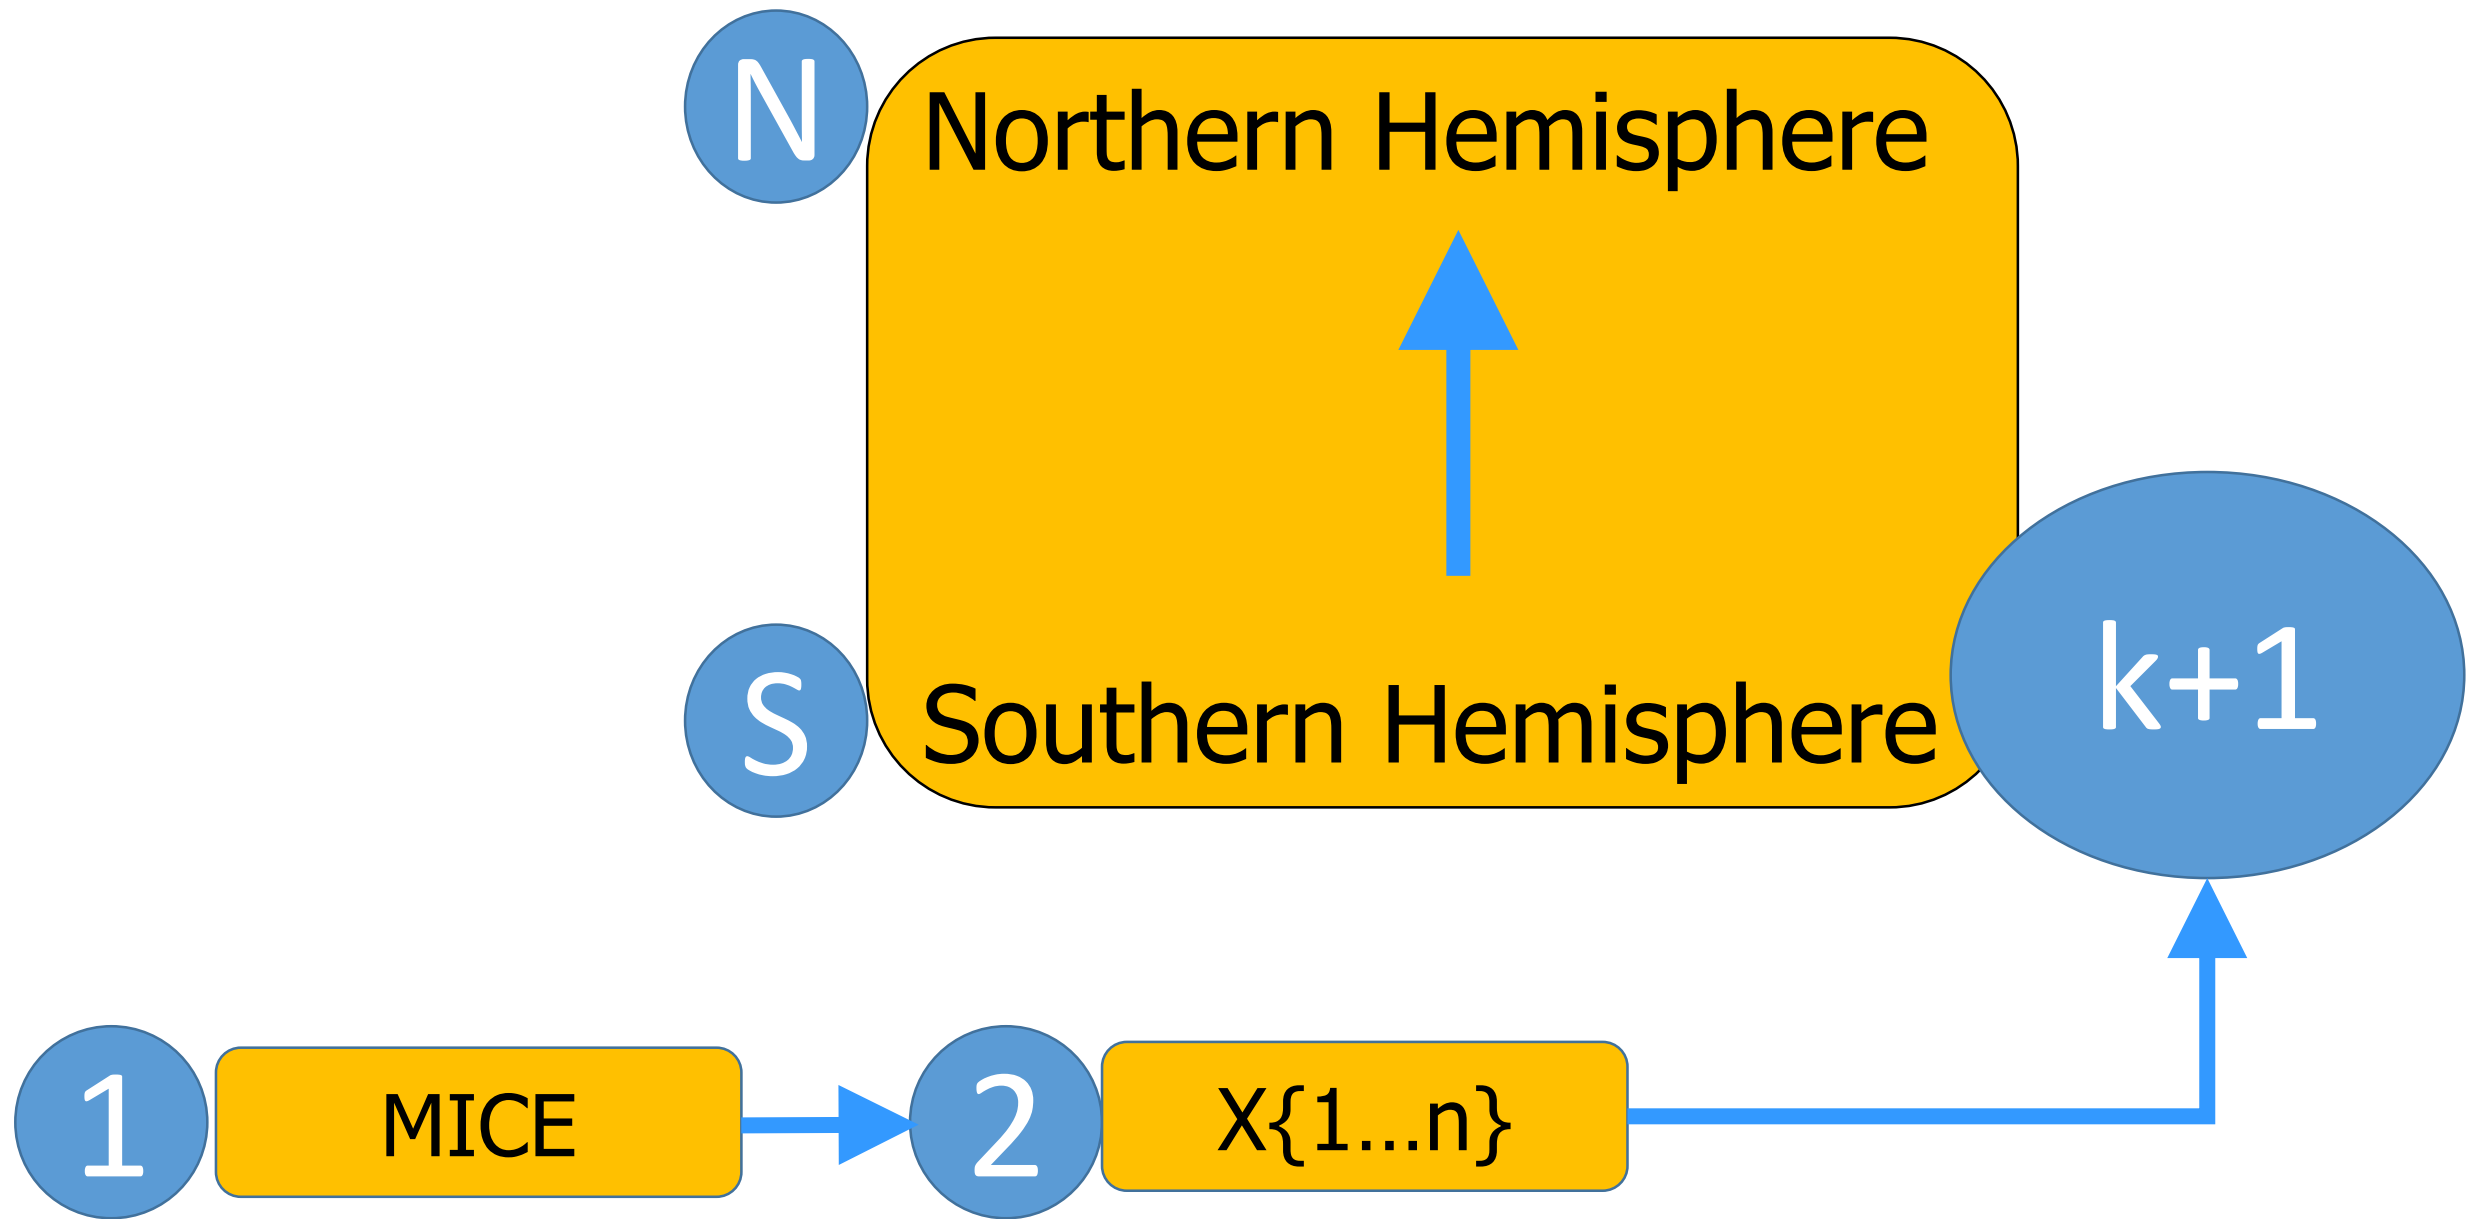 N
Northern Hemisphere
S
Southern Hemisphere
k+1
1
MICE
2
X{1...n}